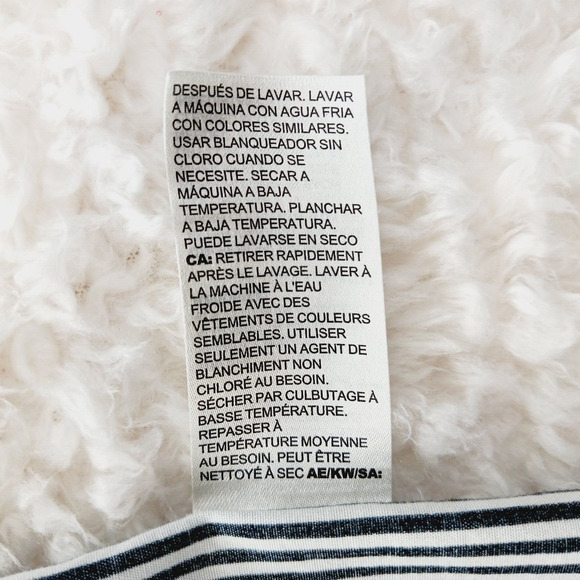 DESPUÉS DE LAVAR. LAVAR
A MÁQUINA CON AGUA FRIA
CON COLORES SIMILARES.
USAR BLANQUEADOR SIN
CLORO CUANDO SE
NECESITE. SECAR A
MÁQUINA A BAJA
TEMPERATURA. PLANCHAR
A BAJA TEMPERATURA.
PUEDE LAVARSE EN SECO
CA: RETIRER RAPIDEMENT
APRÈS LE LAVAGE. LAVER À
LA MACHINE À L'EAU
FROIDE AVEC DES
VÊTEMENTS DE COULEURS
SEMBLABLES. UTILISER
SEULEMENT UN AGENT DE
BLANCHIMENT NON
CHLORÉ AU BESOIN.
SÉCHER PAR CULBUTAGE À
BASSE TEMPÉRATURE.
REPASSER À
TEMPÉRATURE MOYENNE
AU BESOIN. PEUT ÊTRE
NETTOYÉ À SEC AE/KW/SA: